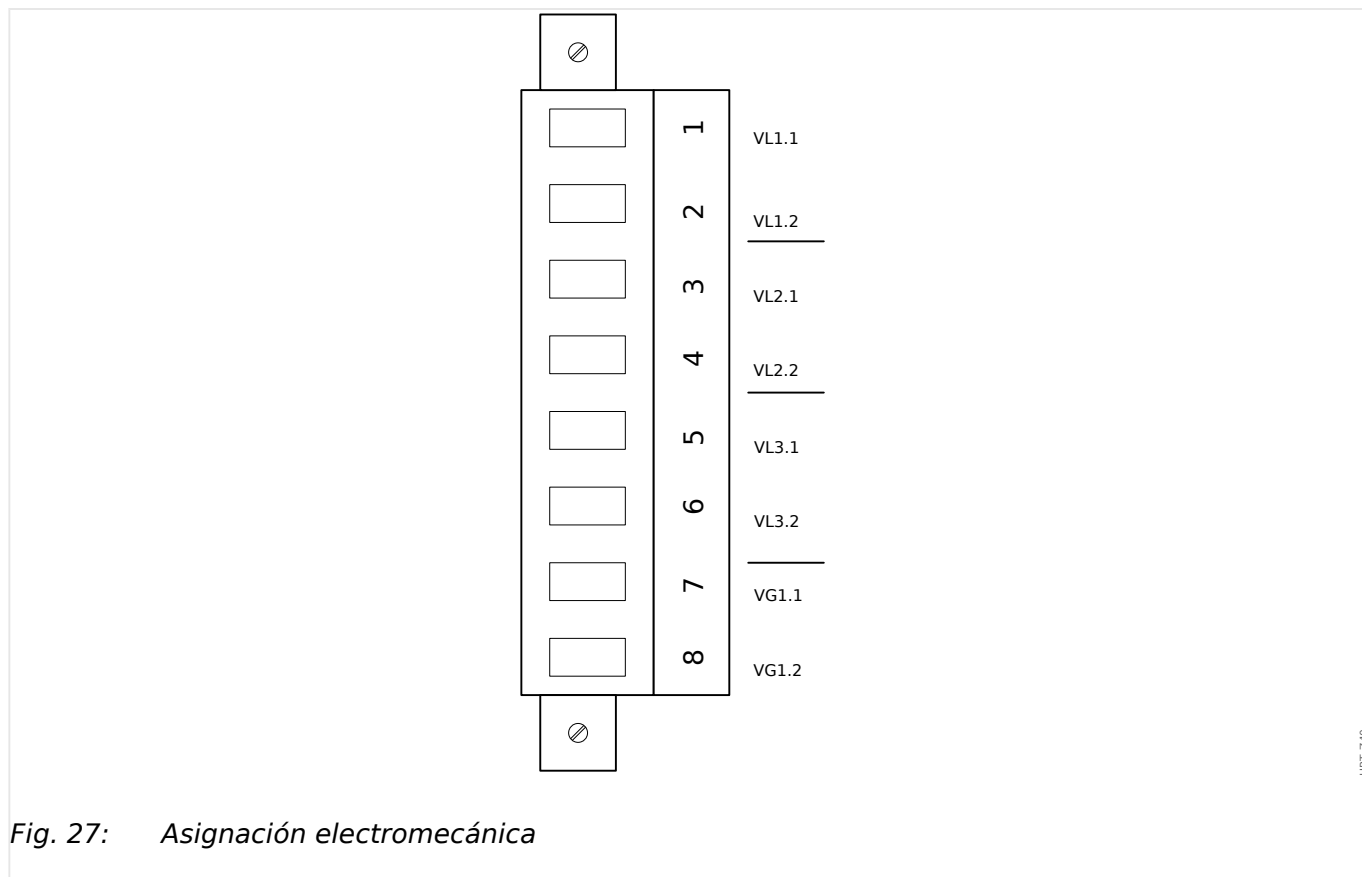 1 VL1.1
2 VL1.2
3 VL2.1
4 VL2.2
5 VL3.1
6 VL3.2
7 VG1.1
8 VG1.2
Fig. 27: Asignación electromecánica